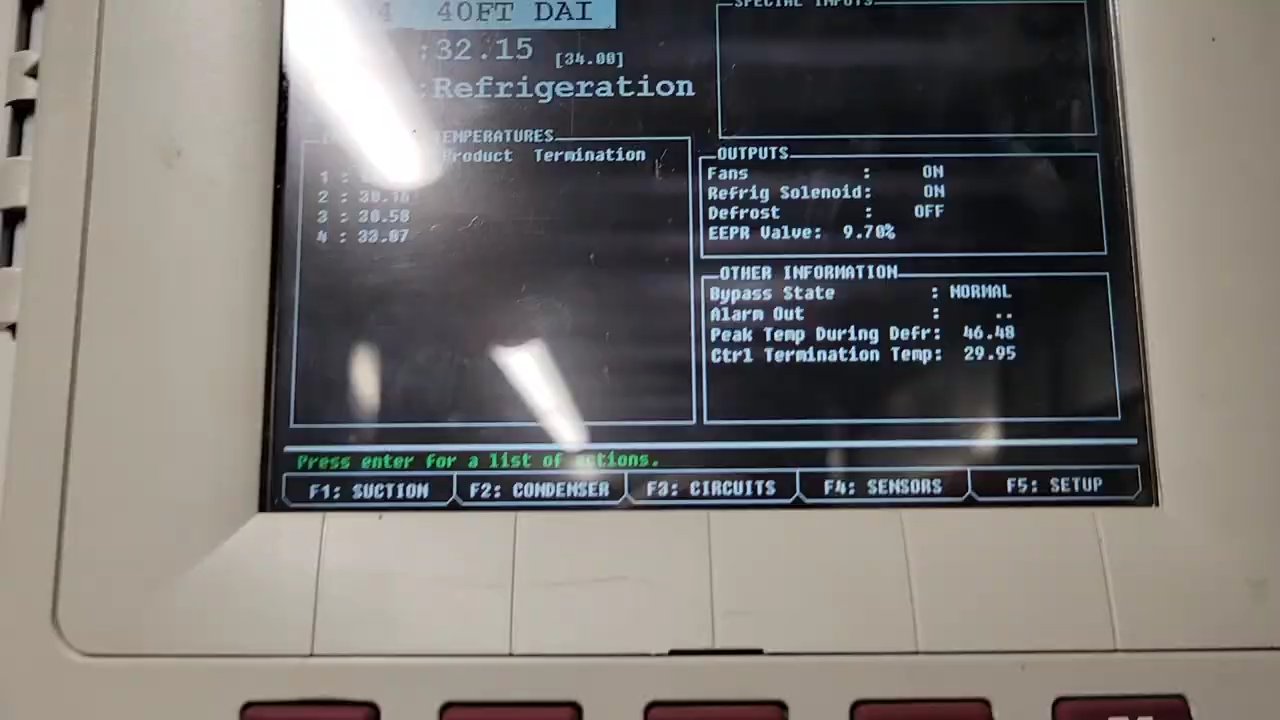 4 40FT DAI
:32.15 [34.00]
:Refrigeration
SPECIAL INPUTS
TEMPERATURES
Product Termination
1 :
2 : 30.18
3 : 30.58
4 : 33.07
OUTPUTS
Fans : ON
Refrig Solenoid: ON
Defrost : OFF
EEPR Valve: 9.70%
OTHER INFORMATION
Bypass State : NORMAL
Alarm Out : ..
Peak Temp During Defr: 46.48
Ctrl Termination Temp: 29.95
Press enter for a list of actions.
F1: SUCTION F2: CONDENSER F3: CIRCUITS F4: SENSORS F5: SETUP